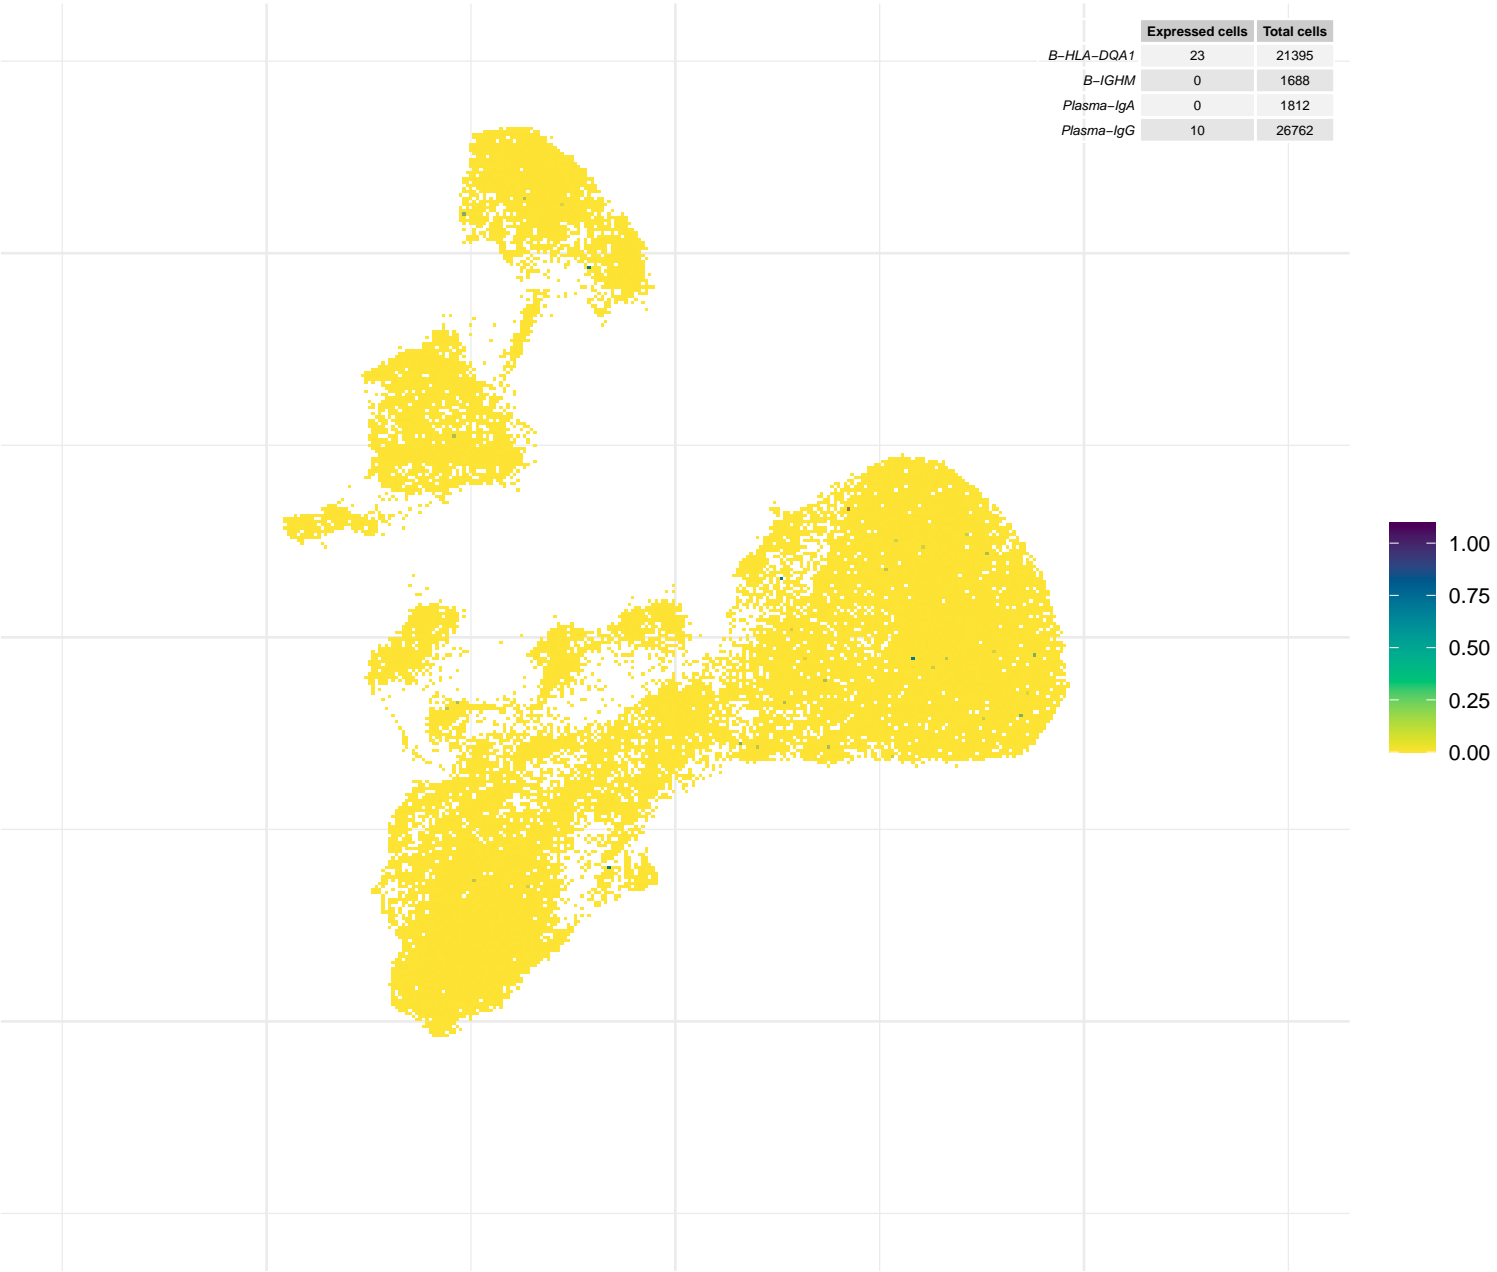 Expressed cells Total cells
B−HLA−DQA1 23 21395
B−IGHM 0 1688
Plasma−IgA 0 1812
Plasma−IgG 10 26762
1.00
0.75
0.50
0.25
0.00